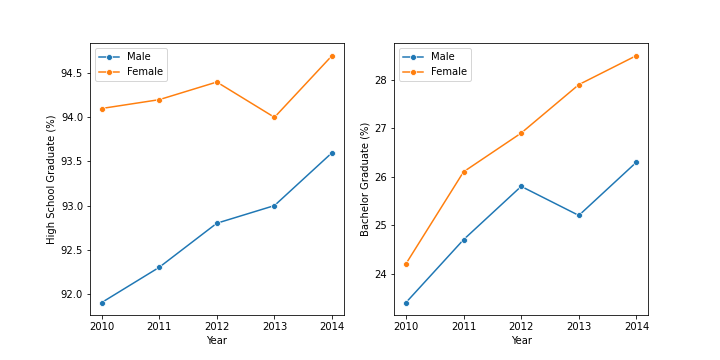 Male
Female
High School Graduate (%)
94.5
94.0
93.5
93.0
92.5
92.0
2010 2011 2012 2013 2014
Year
Male
Female
Bachelor Graduate (%)
28
27
26
25
24
2010 2011 2012 2013 2014
Year